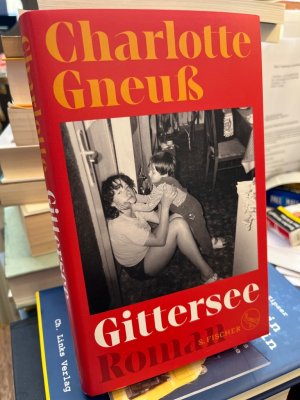 Charlotte
Gneuß
Gittersee
Roman
S. FISCHER
Gittersee
Ch. Links Verlag